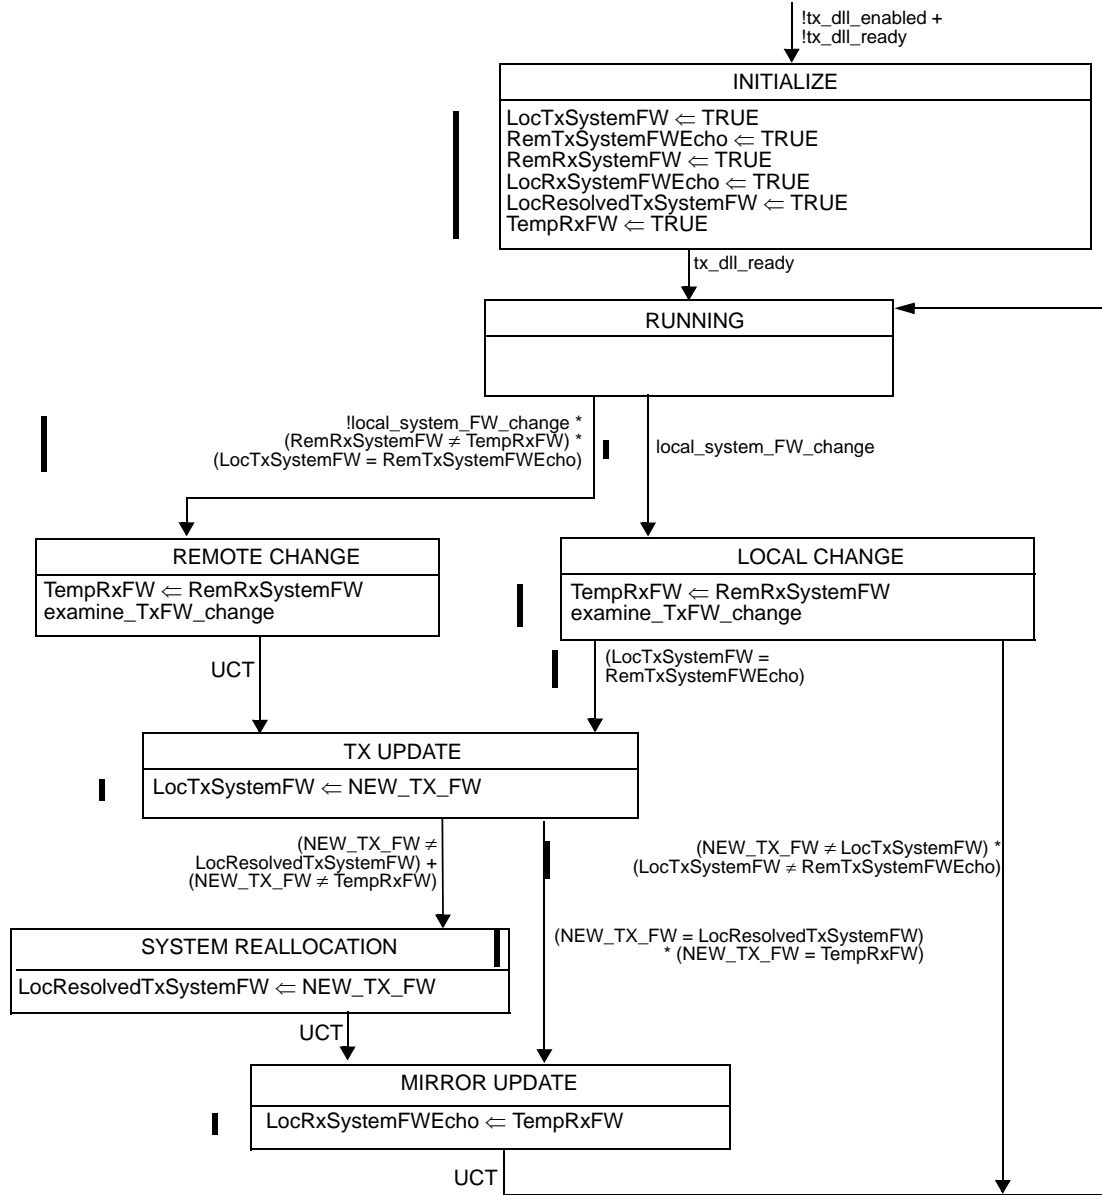 !tx_dll_enabled +
!tx_dll_ready
INITIALIZE
LocTxSystemFW ⇐ TRUE
RemTxSystemFWEcho ⇐ TRUE
RemRxSystemFW ⇐ TRUE
LocRxSystemFWEcho ⇐ TRUE
LocResolvedTxSystemFW ⇐ TRUE
TempRxFW ⇐ TRUE
tx_dll_ready
RUNNING
!local_system_FW_change *
(RemRxSystemFW ≠ TempRxFW) *
(LocTxSystemFW = RemTxSystemFWEcho)
local_system_FW_change
REMOTE CHANGE
TempRxFW ⇐ RemRxSystemFW
examine_TxFW_change
LOCAL CHANGE
TempRxFW ⇐ RemRxSystemFW
examine_TxFW_change
UCT
(LocTxSystemFW =
RemTxSystemFWEcho)
TX UPDATE
LocTxSystemFW ⇐ NEW_TX_FW
(NEW_TX_FW ≠
LocResolvedTxSystemFW) +
(NEW_TX_FW ≠ TempRxFW)
(NEW_TX_FW ≠ LocTxSystemFW) *
(LocTxSystemFW ≠ RemTxSystemFWEcho)
SYSTEM REALLOCATION
LocResolvedTxSystemFW ⇐ NEW_TX_FW
(NEW_TX_FW = LocResolvedTxSystemFW)
* (NEW_TX_FW = TempRxFW)
UCT
MIRROR UPDATE
LocRxSystemFWEcho ⇐ TempRxFW
UCT